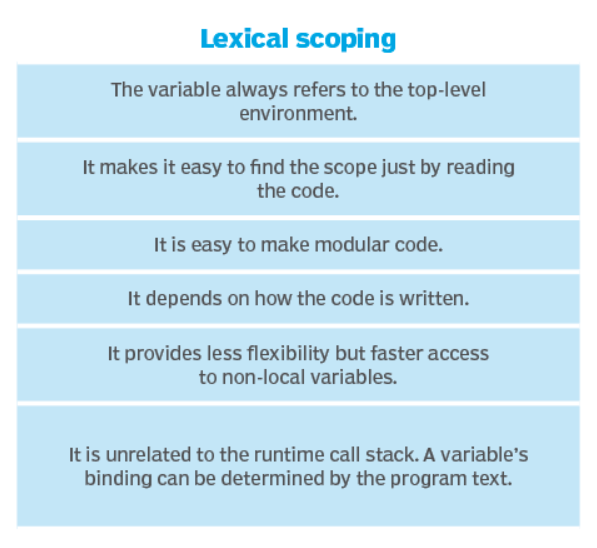 Lexical scoping
The variable always refers to the top-level
environment.
It makes it easy to find the scope just by reading
the code.
It is easy to make modular code.
It depends on how the code is written.
It provides less flexibility but faster access
to non-local variables.
It is unrelated to the runtime call stack. A variable’s
binding can be determined by the program text.